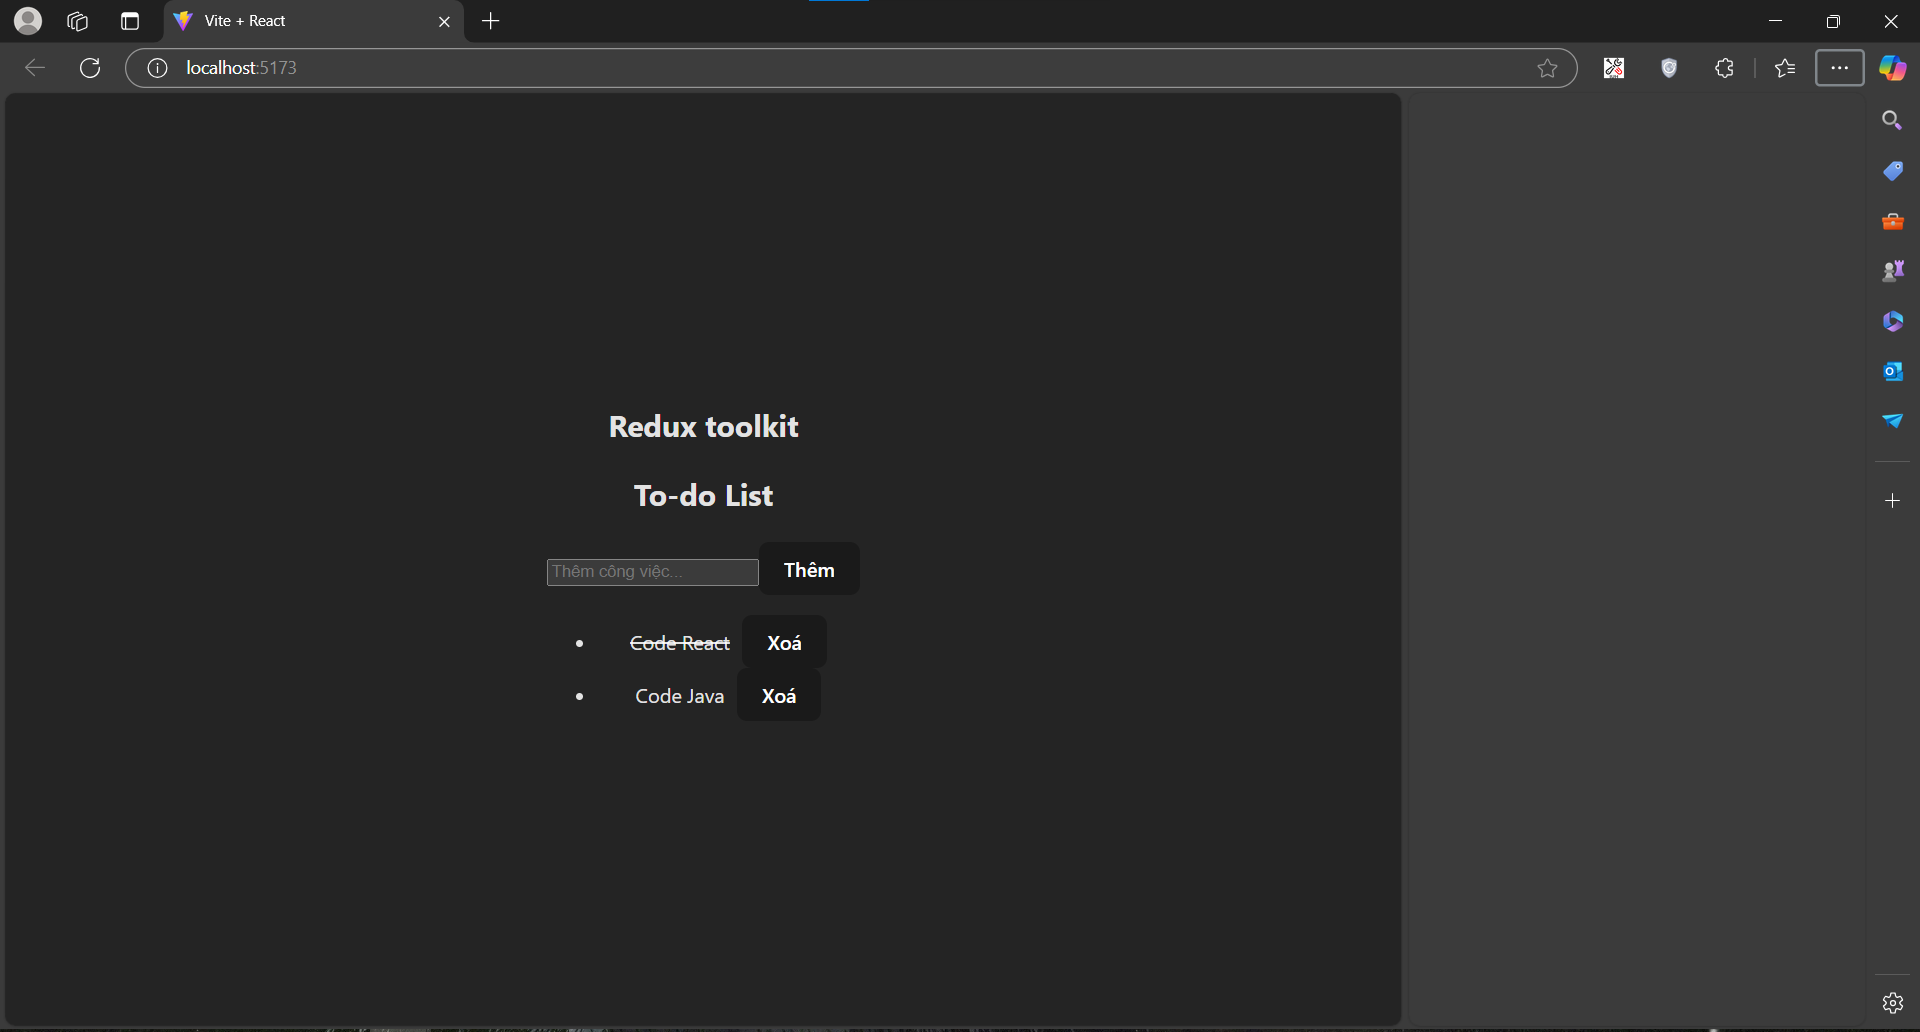 Vite + React
localhost:5173
Redux toolkit
To-do List
Thêm công việc... Thêm
Code React Xoá
Code Java Xoá